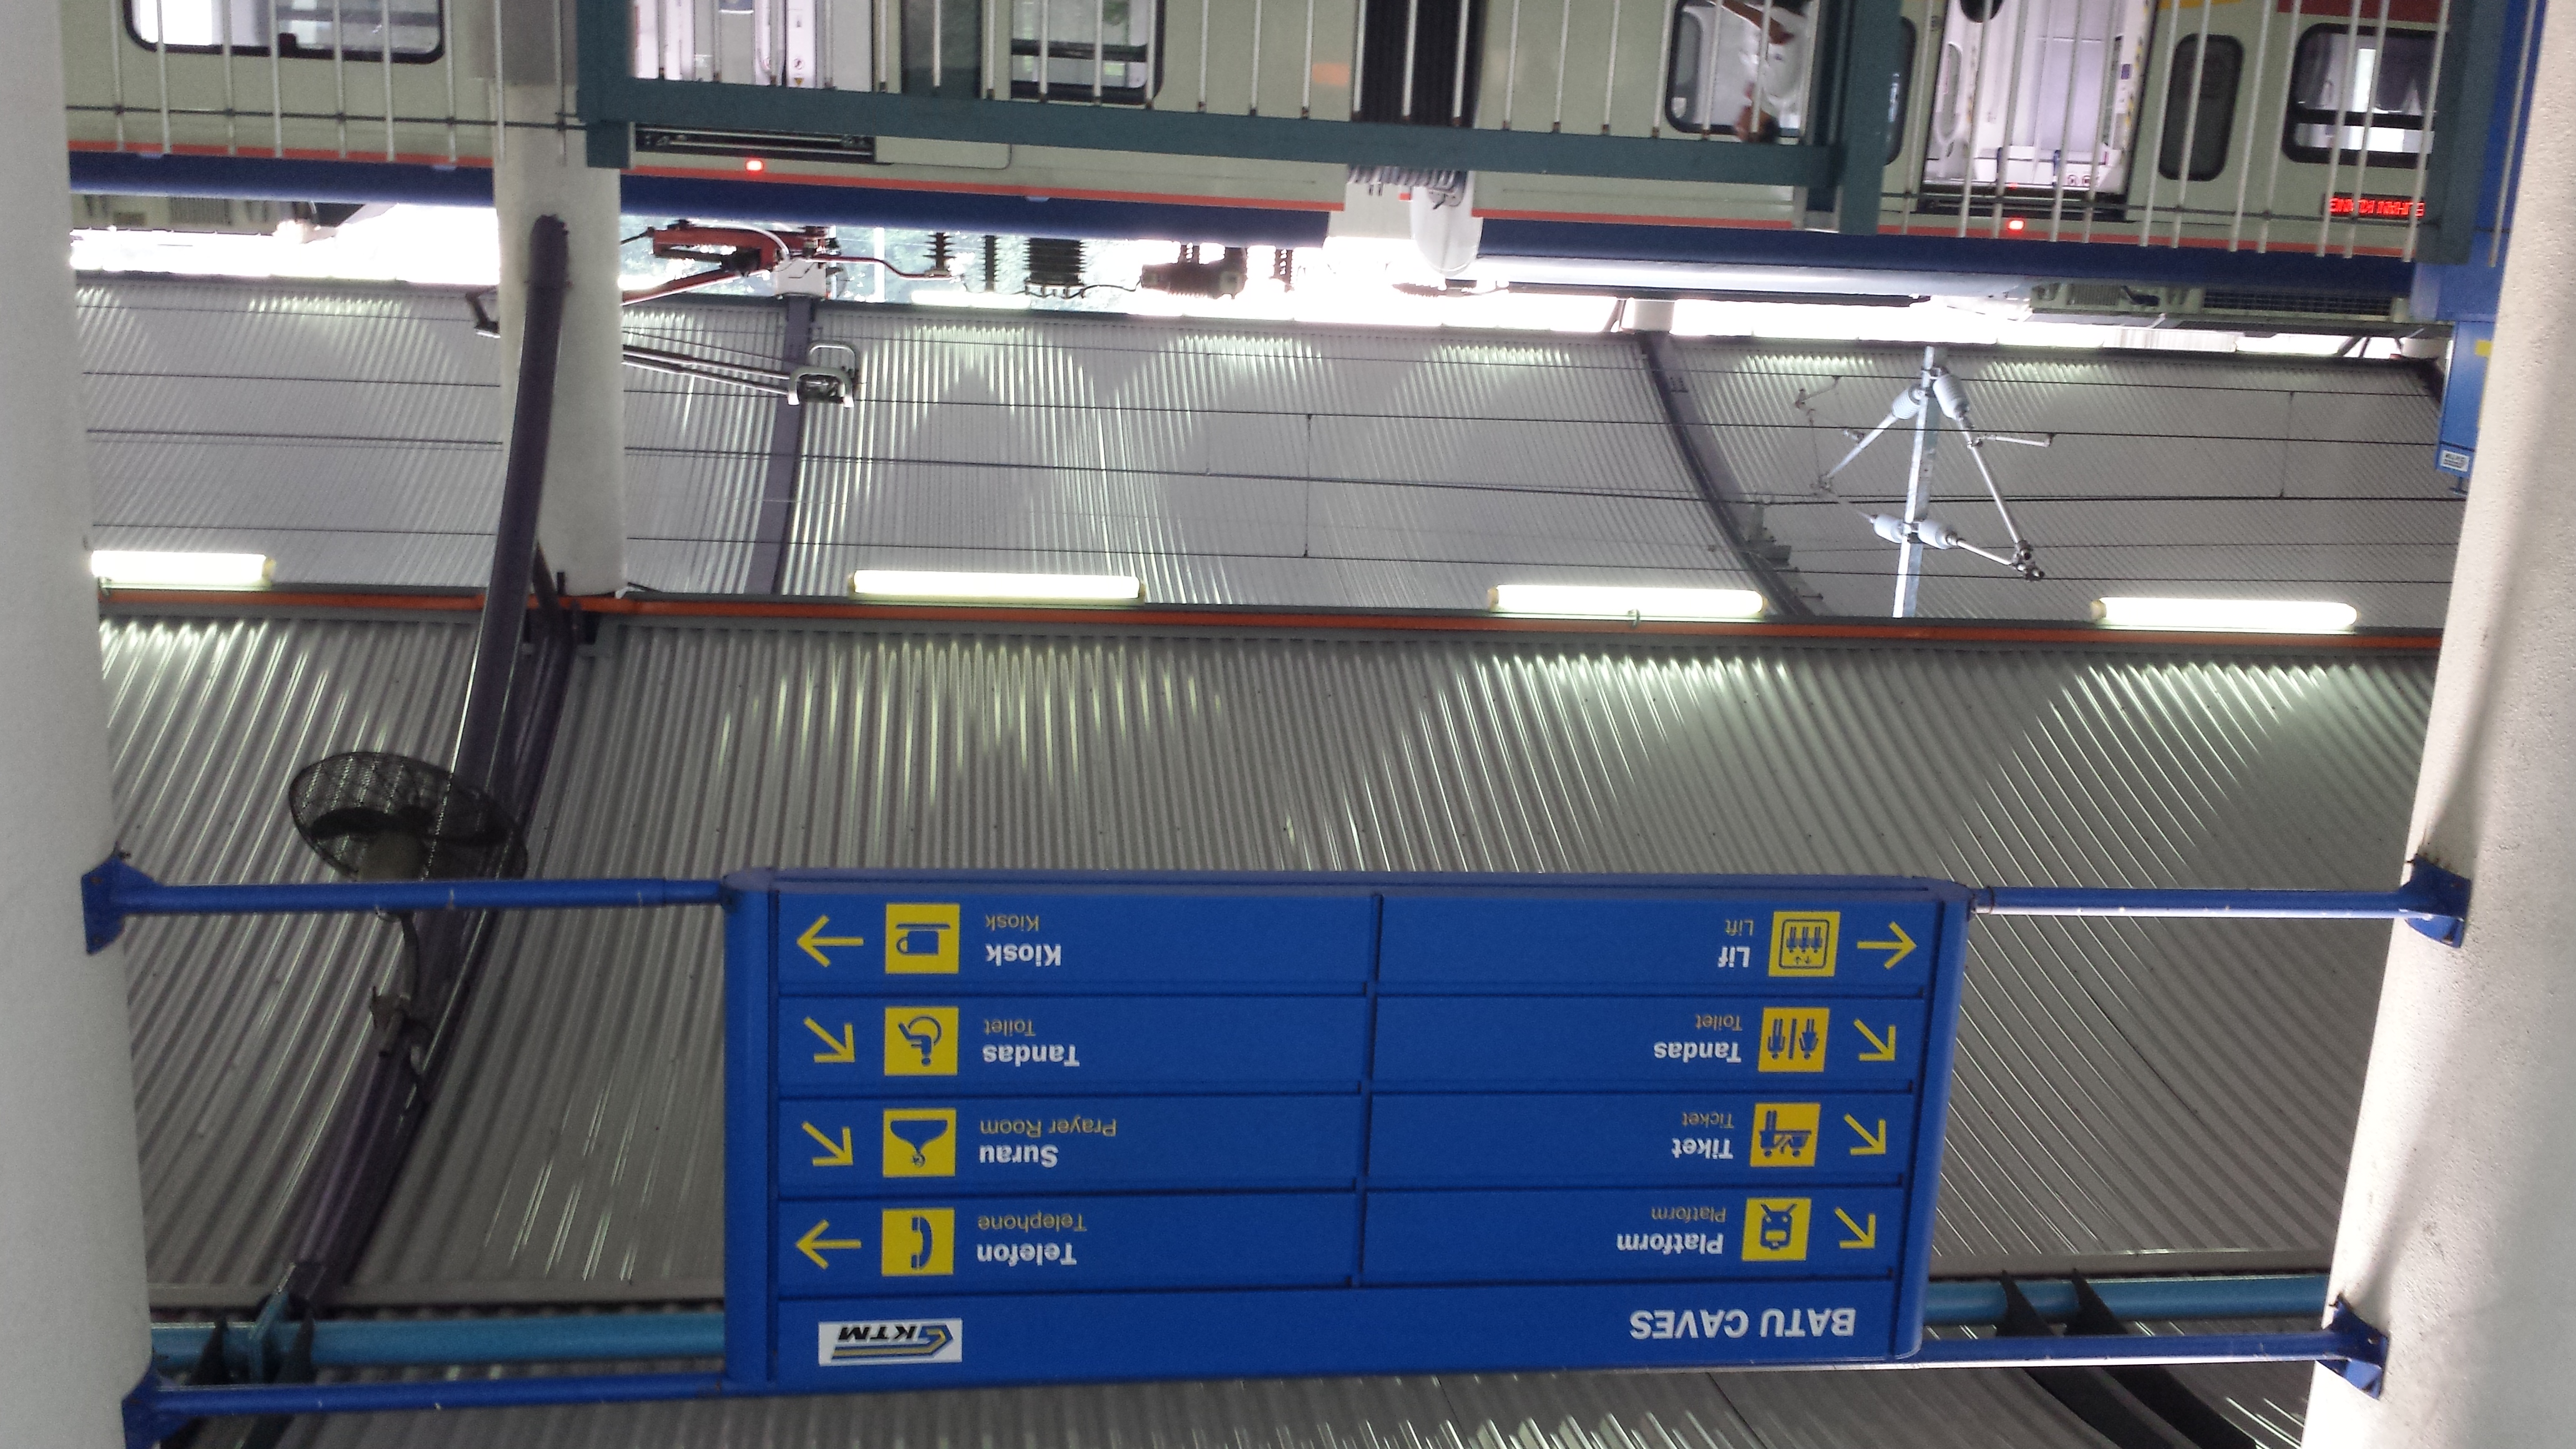 BATU CAVES
KTM
Platform
Platform
Tiket
Ticket
Tandas
Toilet
Lif
Lift
Telefon
Telephone
Surau
Prayer Room
Tandas
Toilet
Kiosk
Kiosk